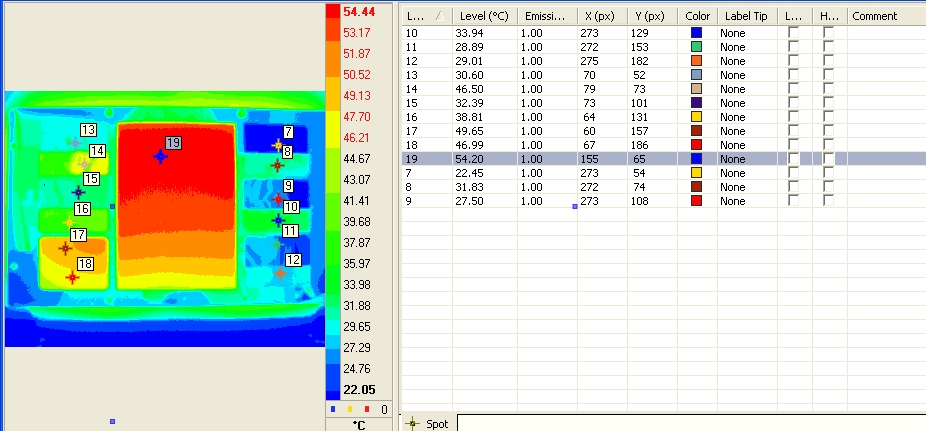 L... Level (°C) Emissi... X (px) Y (px) Color Label Tip L... H... Comment
10 33.94 1.00 273 129 None
11 28.89 1.00 272 153 None
12 29.01 1.00 275 182 None
13 30.60 1.00 70 52 None
14 46.50 1.00 79 73 None
15 32.39 1.00 73 101 None
16 38.81 1.00 64 131 None
17 49.65 1.00 60 157 None
18 46.99 1.00 67 186 None
19 54.20 1.00 155 65 None
7 22.45 1.00 273 54 None
8 31.83 1.00 272 74 None
9 27.50 1.00 273 108 None
Spot
54.44
53.17
51.87
50.52
49.13
47.70
46.21
44.67
43.07
41.41
39.68
37.87
35.97
33.98
31.88
29.65
27.29
24.76
22.05
0
°C
13
14
15
16
17
18
19
7
8
9
10
11
12